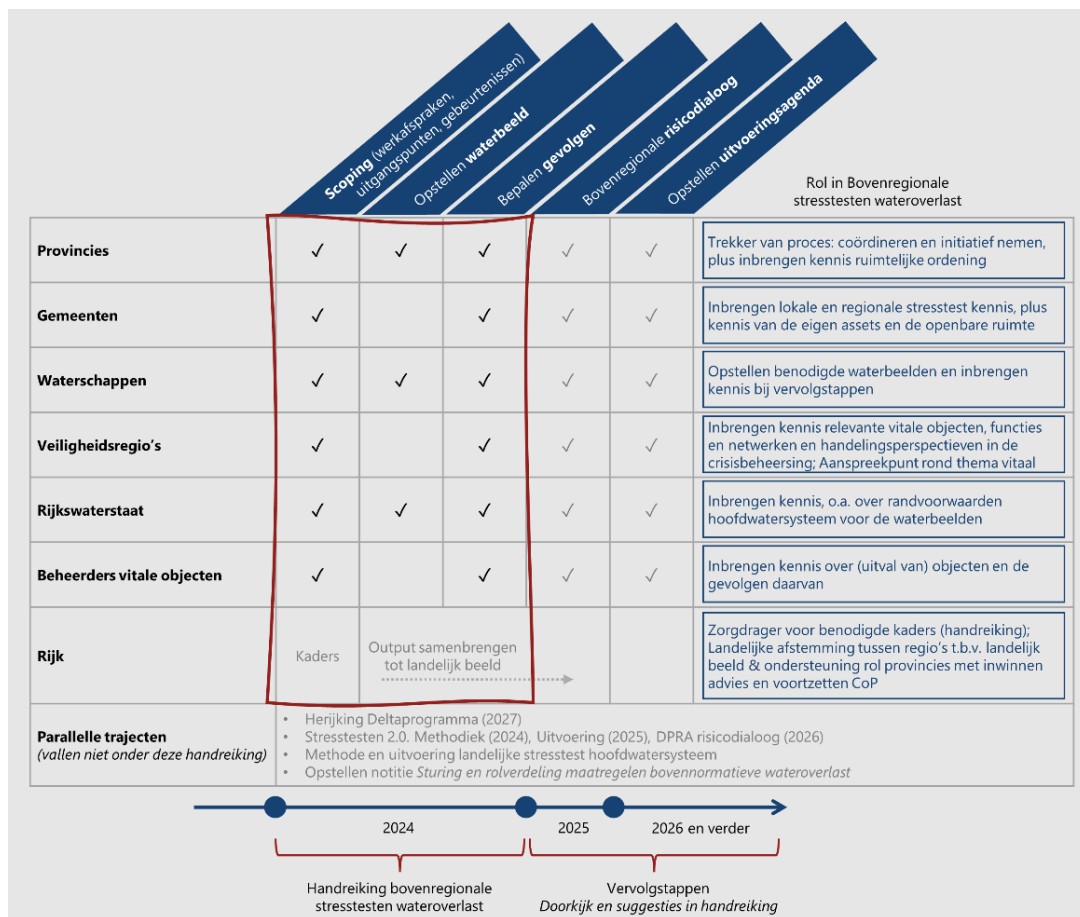 Scoping (werkafspraken,
uitgangspunten, gebeurtenissen)
Opstellen waterbeeld
Bepalen gevolgen
Bovenregionale risicodialoog
Opstellen uitvoeringsagenda
Rol in Bovenregionale
stresstesten wateroverlast
Provincies
✓ ✓ ✓ ✓ ✓
Trekker van proces: coördineren en initiatief nemen,
plus inbrengen kennis ruimtelijke ordening
Gemeenten
✓ ✓ ✓ ✓
Inbrengen lokale en regionale stresstest kennis, plus
kennis van de eigen assets en de openbare ruimte
Waterschappen
✓ ✓ ✓ ✓ ✓
Opstellen benodigde waterbeelden en inbrengen
kennis bij vervolgstappen
Veiligheidsregio's
✓ ✓ ✓ ✓
Inbrengen kennis relevante vitale objecten, functies
en netwerken en handelingsperspectieven in de
crisisbeheersing; Aanspreekpunt rond thema vitaal
Rijkswaterstaat
✓ ✓ ✓ ✓ ✓
Inbrengen kennis, o.a. over randvoorwaarden
hoofdwatersysteem voor de waterbeelden
Beheerders vitale objecten
✓ ✓ ✓ ✓
Inbrengen kennis over (uitval van) objecten en de
gevolgen daarvan
Rijk
Kaders
Output samenbrengen
tot landelijk beeld
Zorgdrager voor benodigde kaders (handreiking);
Landelijke afstemming tussen regio's t.b.v. landelijk
beeld & ondersteuning rol provincies met inwinnen
advies en voortzetten CoP
Parallelle trajecten
(vallen niet onder deze handreiking)
• Herijking Deltaprogramma (2027)
• Stresstesten 2.0. Methodiek (2024), Uitvoering (2025), DPRA risicodialoog (2026)
• Methode en uitvoering landelijke stresstest hoofdwatersysteem
• Opstellen notitie Sturing en rolverdeling maatregelen bovennormatieve wateroverlast
2024
2025
2026 en verder
Handreiking bovenregionale
stresstesten wateroverlast
Vervolgstappen
Doorkijk en suggesties in handreiking